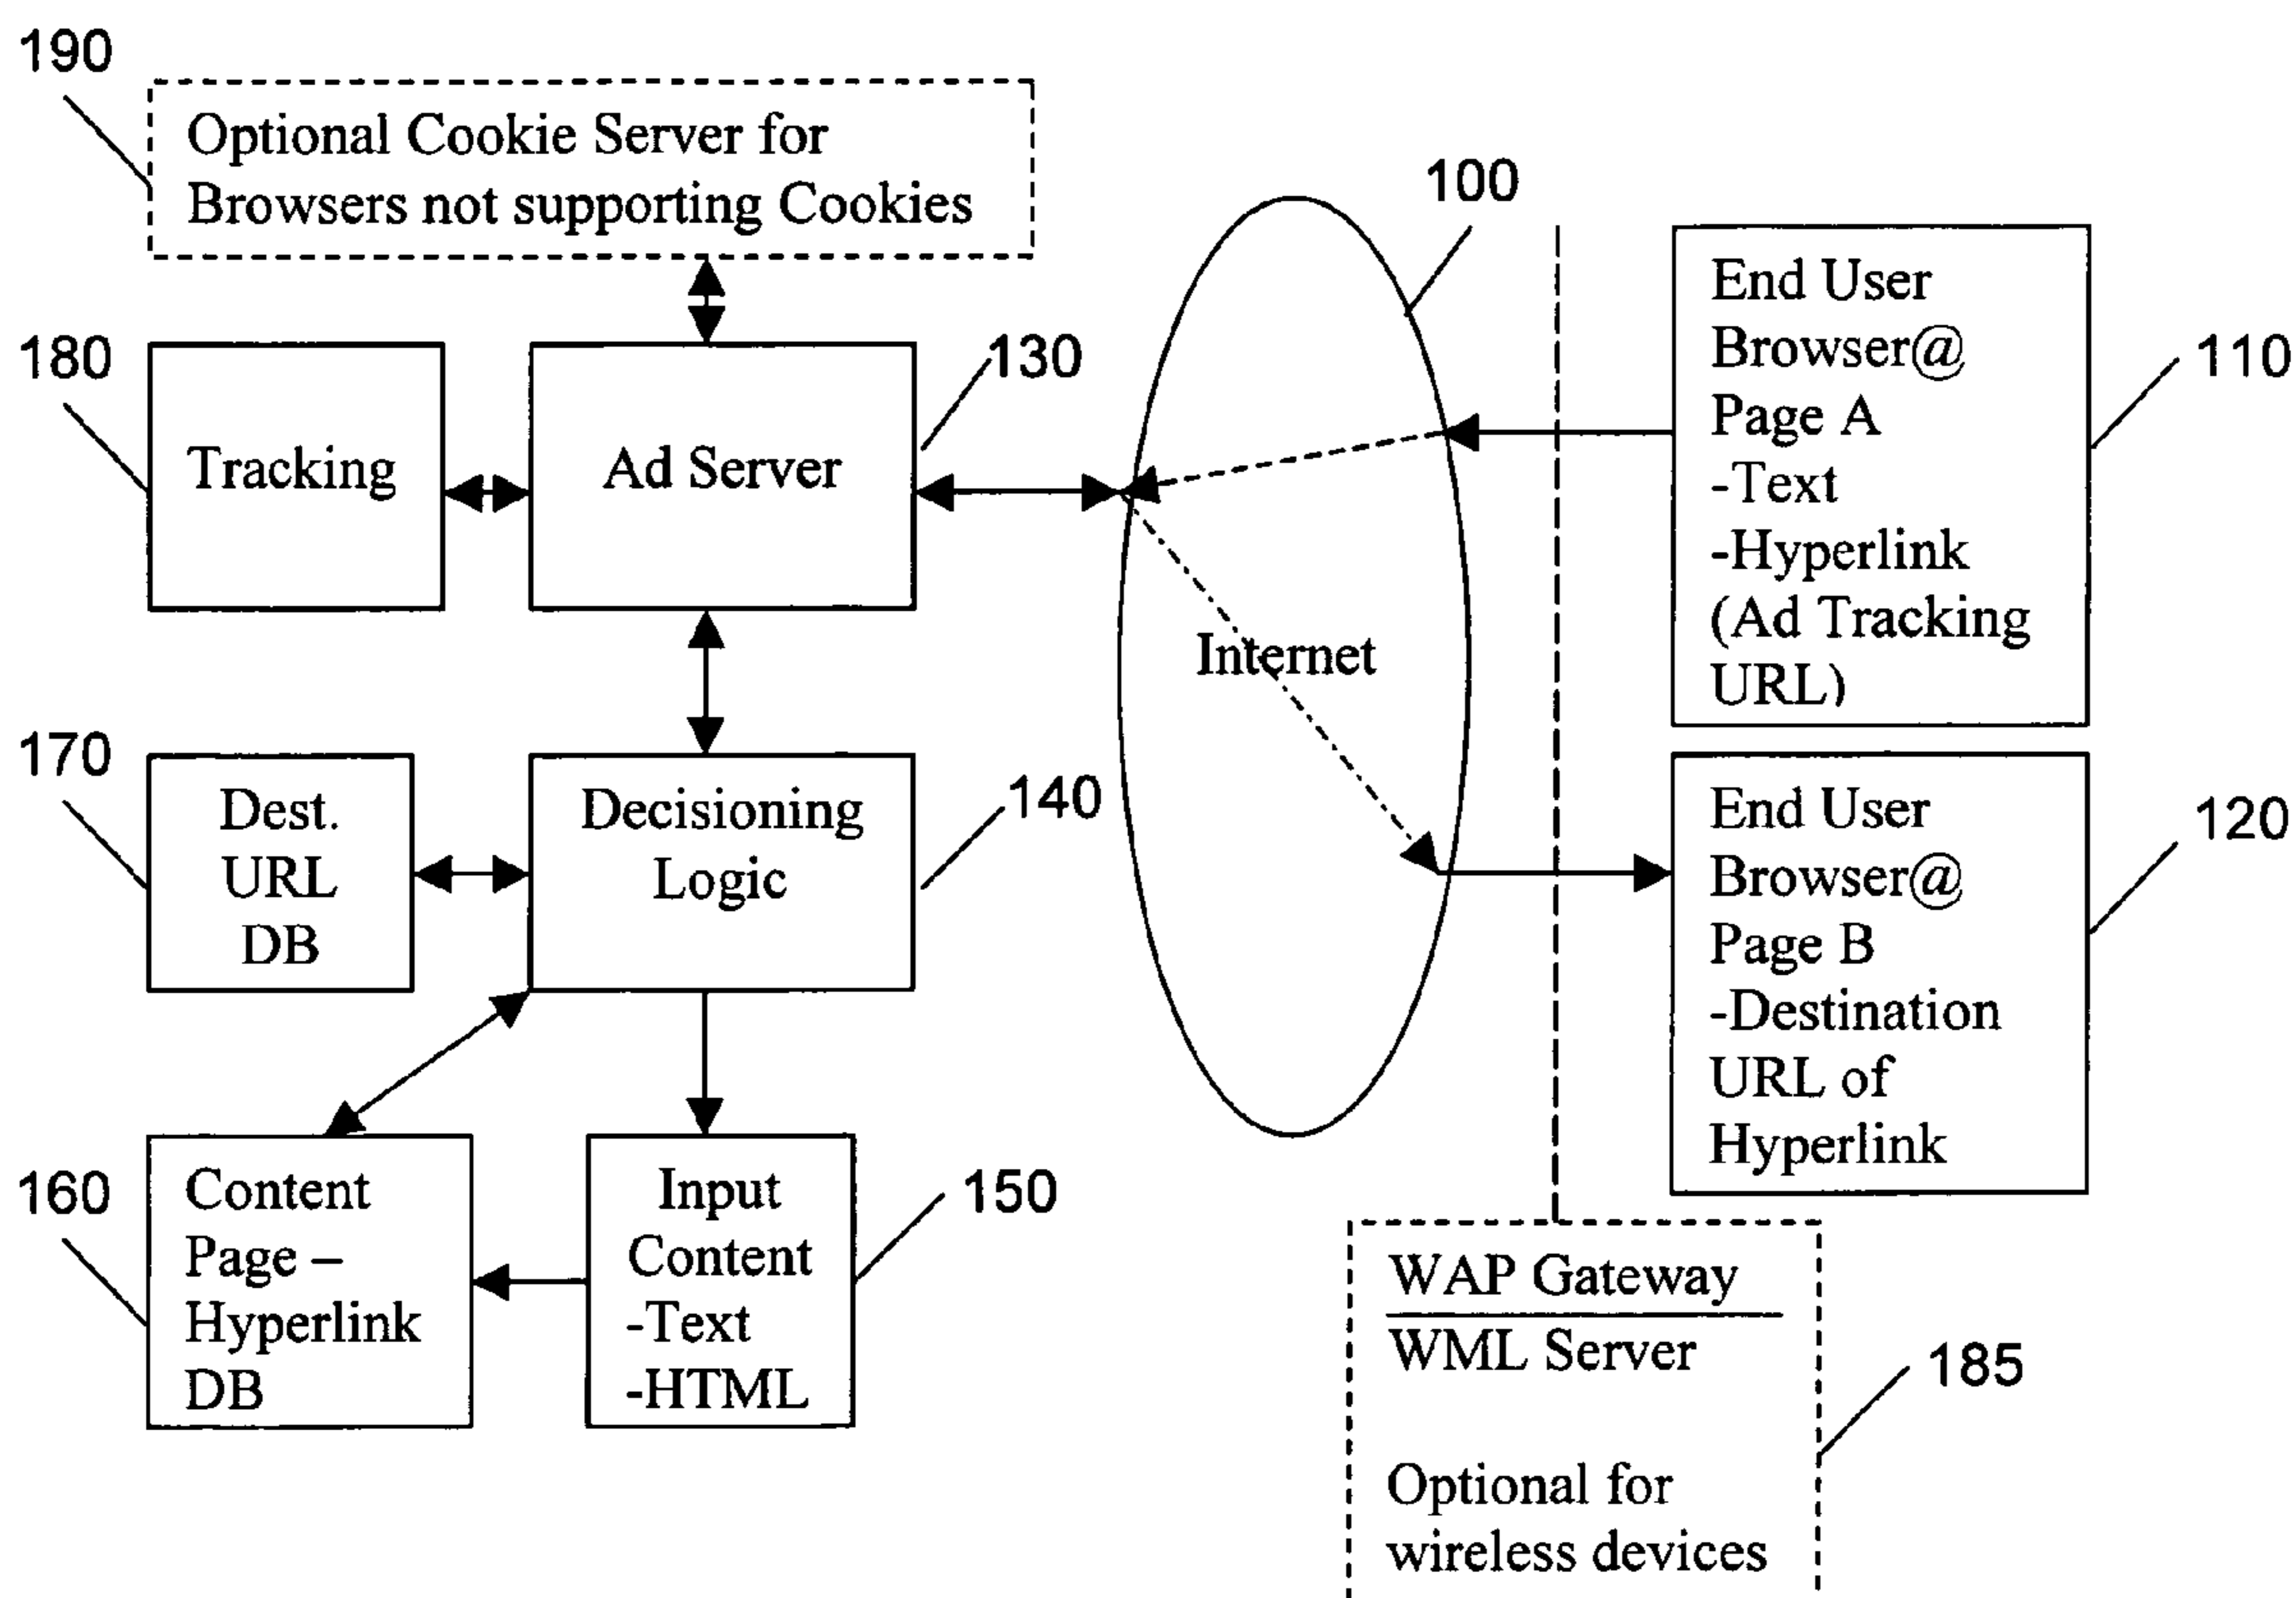 190
Optional Cookie Server for
Browsers not supporting Cookies
100
180
Tracking
Ad Server
130
End User
Browser@
Page A
-Text
-Hyperlink
(Ad Tracking
URL)
110
Internet
170
Dest.
URL
DB
Decisioning
Logic
140
End User
Browser@
Page B
-Destination
URL of
Hyperlink
120
160
Content
Page –
Hyperlink
DB
Input
Content
-Text
-HTML
150
WAP Gateway
WML Server
Optional for
wireless devices
185